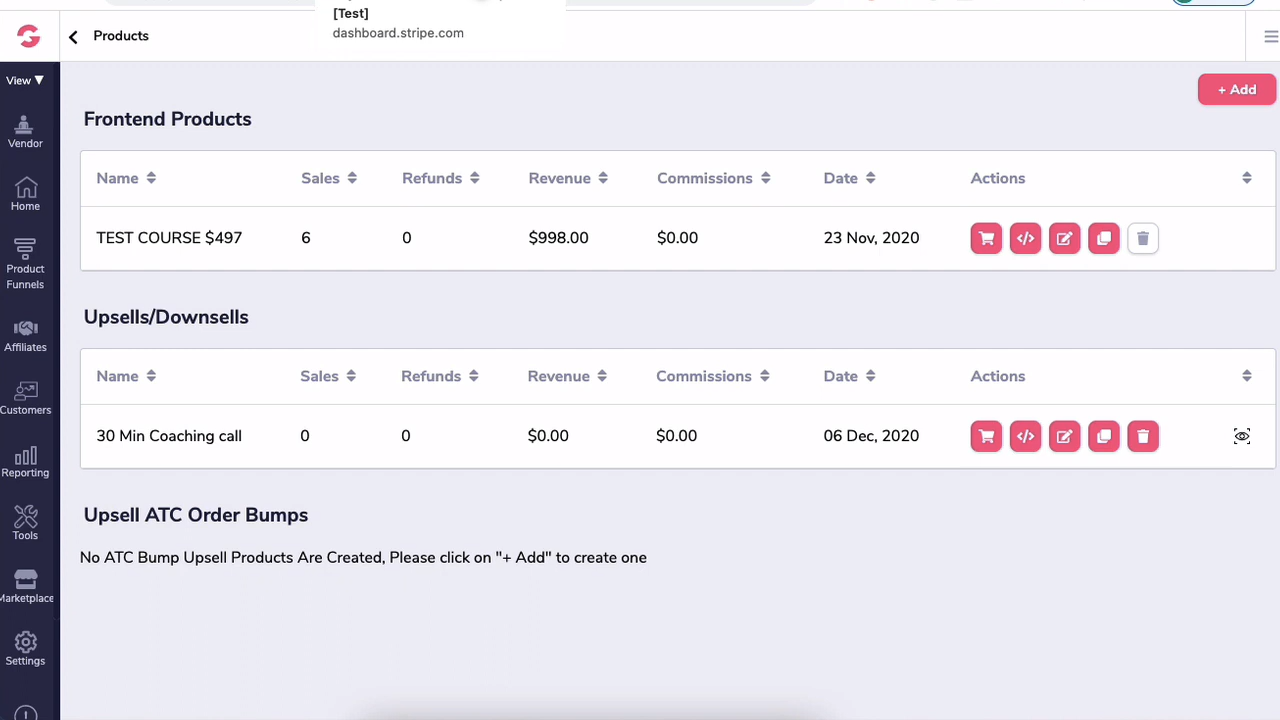 [Test]
dashboard.stripe.com
Products
View ▼
+ Add
Frontend Products
Name Sales Refunds Revenue Commissions Date Actions
TEST COURSE $497 6 0 $998.00 $0.00 23 Nov, 2020
Upsells/Downsells
Name Sales Refunds Revenue Commissions Date Actions
30 Min Coaching call 0 0 $0.00 $0.00 06 Dec, 2020
Upsell ATC Order Bumps
No ATC Bump Upsell Products Are Created, Please click on "+ Add" to create one
Vendor
Home
Product
Funnels
Affiliates
Customers
Reporting
Tools
Marketplace
Settings